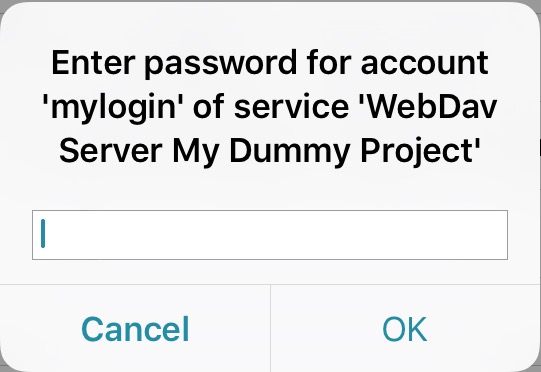 Enter password for account
'mylogin' of service 'WebDav
Server My Dummy Project'
Cancel
OK